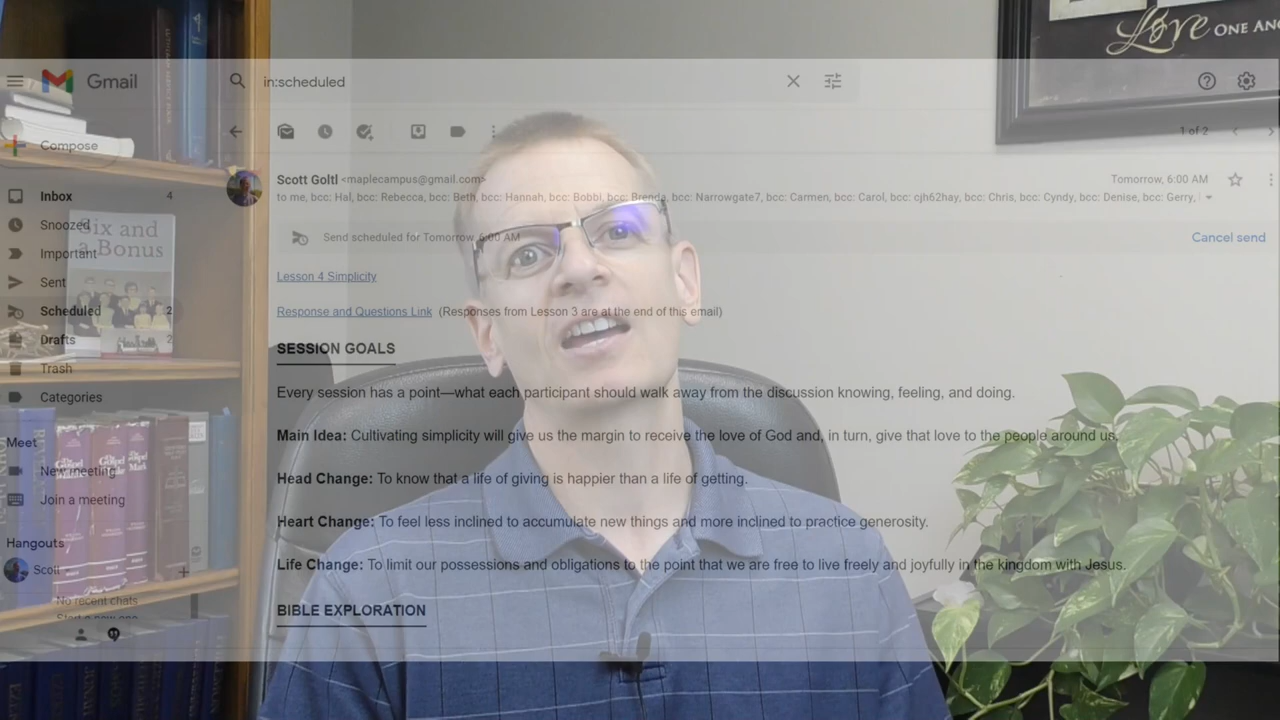 Love ONE
Gmail
in:scheduled
Compose
1 of 2
Scott Goltl <maplecampus@gmail.com>
Tomorrow, 6:00 AM
to me, bcc: Hal, bcc: Rebecca, bcc: Beth, bcc: Hannah, bcc: Bobbi, bcc: Brenda, bcc: Narrowgate7, bcc: Carmen, bcc: Carol, bcc: cjh62hay, bcc: Chris, bcc: Cyndy, bcc: Denise, bcc: Gerry,
Inbox 4
Snoozed
Important
Sent
Scheduled 2
Drafts 2
Trash
Categories
Six and
a Bonus
Send scheduled for Tomorrow, 6:00 AM
Cancel send
Lesson 4 Simplicity
Response and Questions Link (Responses from Lesson 3 are at the end of this email)
SESSION GOALS
Every session has a point—what each participant should walk away from the discussion knowing, feeling, and doing.
Main Idea: Cultivating simplicity will give us the margin to receive the love of God and, in turn, give that love to the people around us.
Head Change: To know that a life of giving is happier than a life of getting.
Heart Change: To feel less inclined to accumulate new things and more inclined to practice generosity.
Life Change: To limit our possessions and obligations to the point that we are free to live freely and joyfully in the kingdom with Jesus.
BIBLE EXPLORATION
Meet
New meeting
Join a meeting
Hangouts
Scott
No recent chats
Start a new one